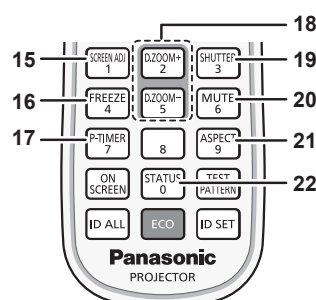 18
15 SCREEN ADJ 1 D.ZOOM+ 2 SHUTTER 3 19
16 FREEZE 4 D.ZOOM− 5 MUTE 6 20
17 P-TIMER 7 8 ASPECT 9 21
ON SCREEN STATUS 0 TEST PATTERN 22
ID ALL ECO ID SET
Panasonic
PROJECTOR